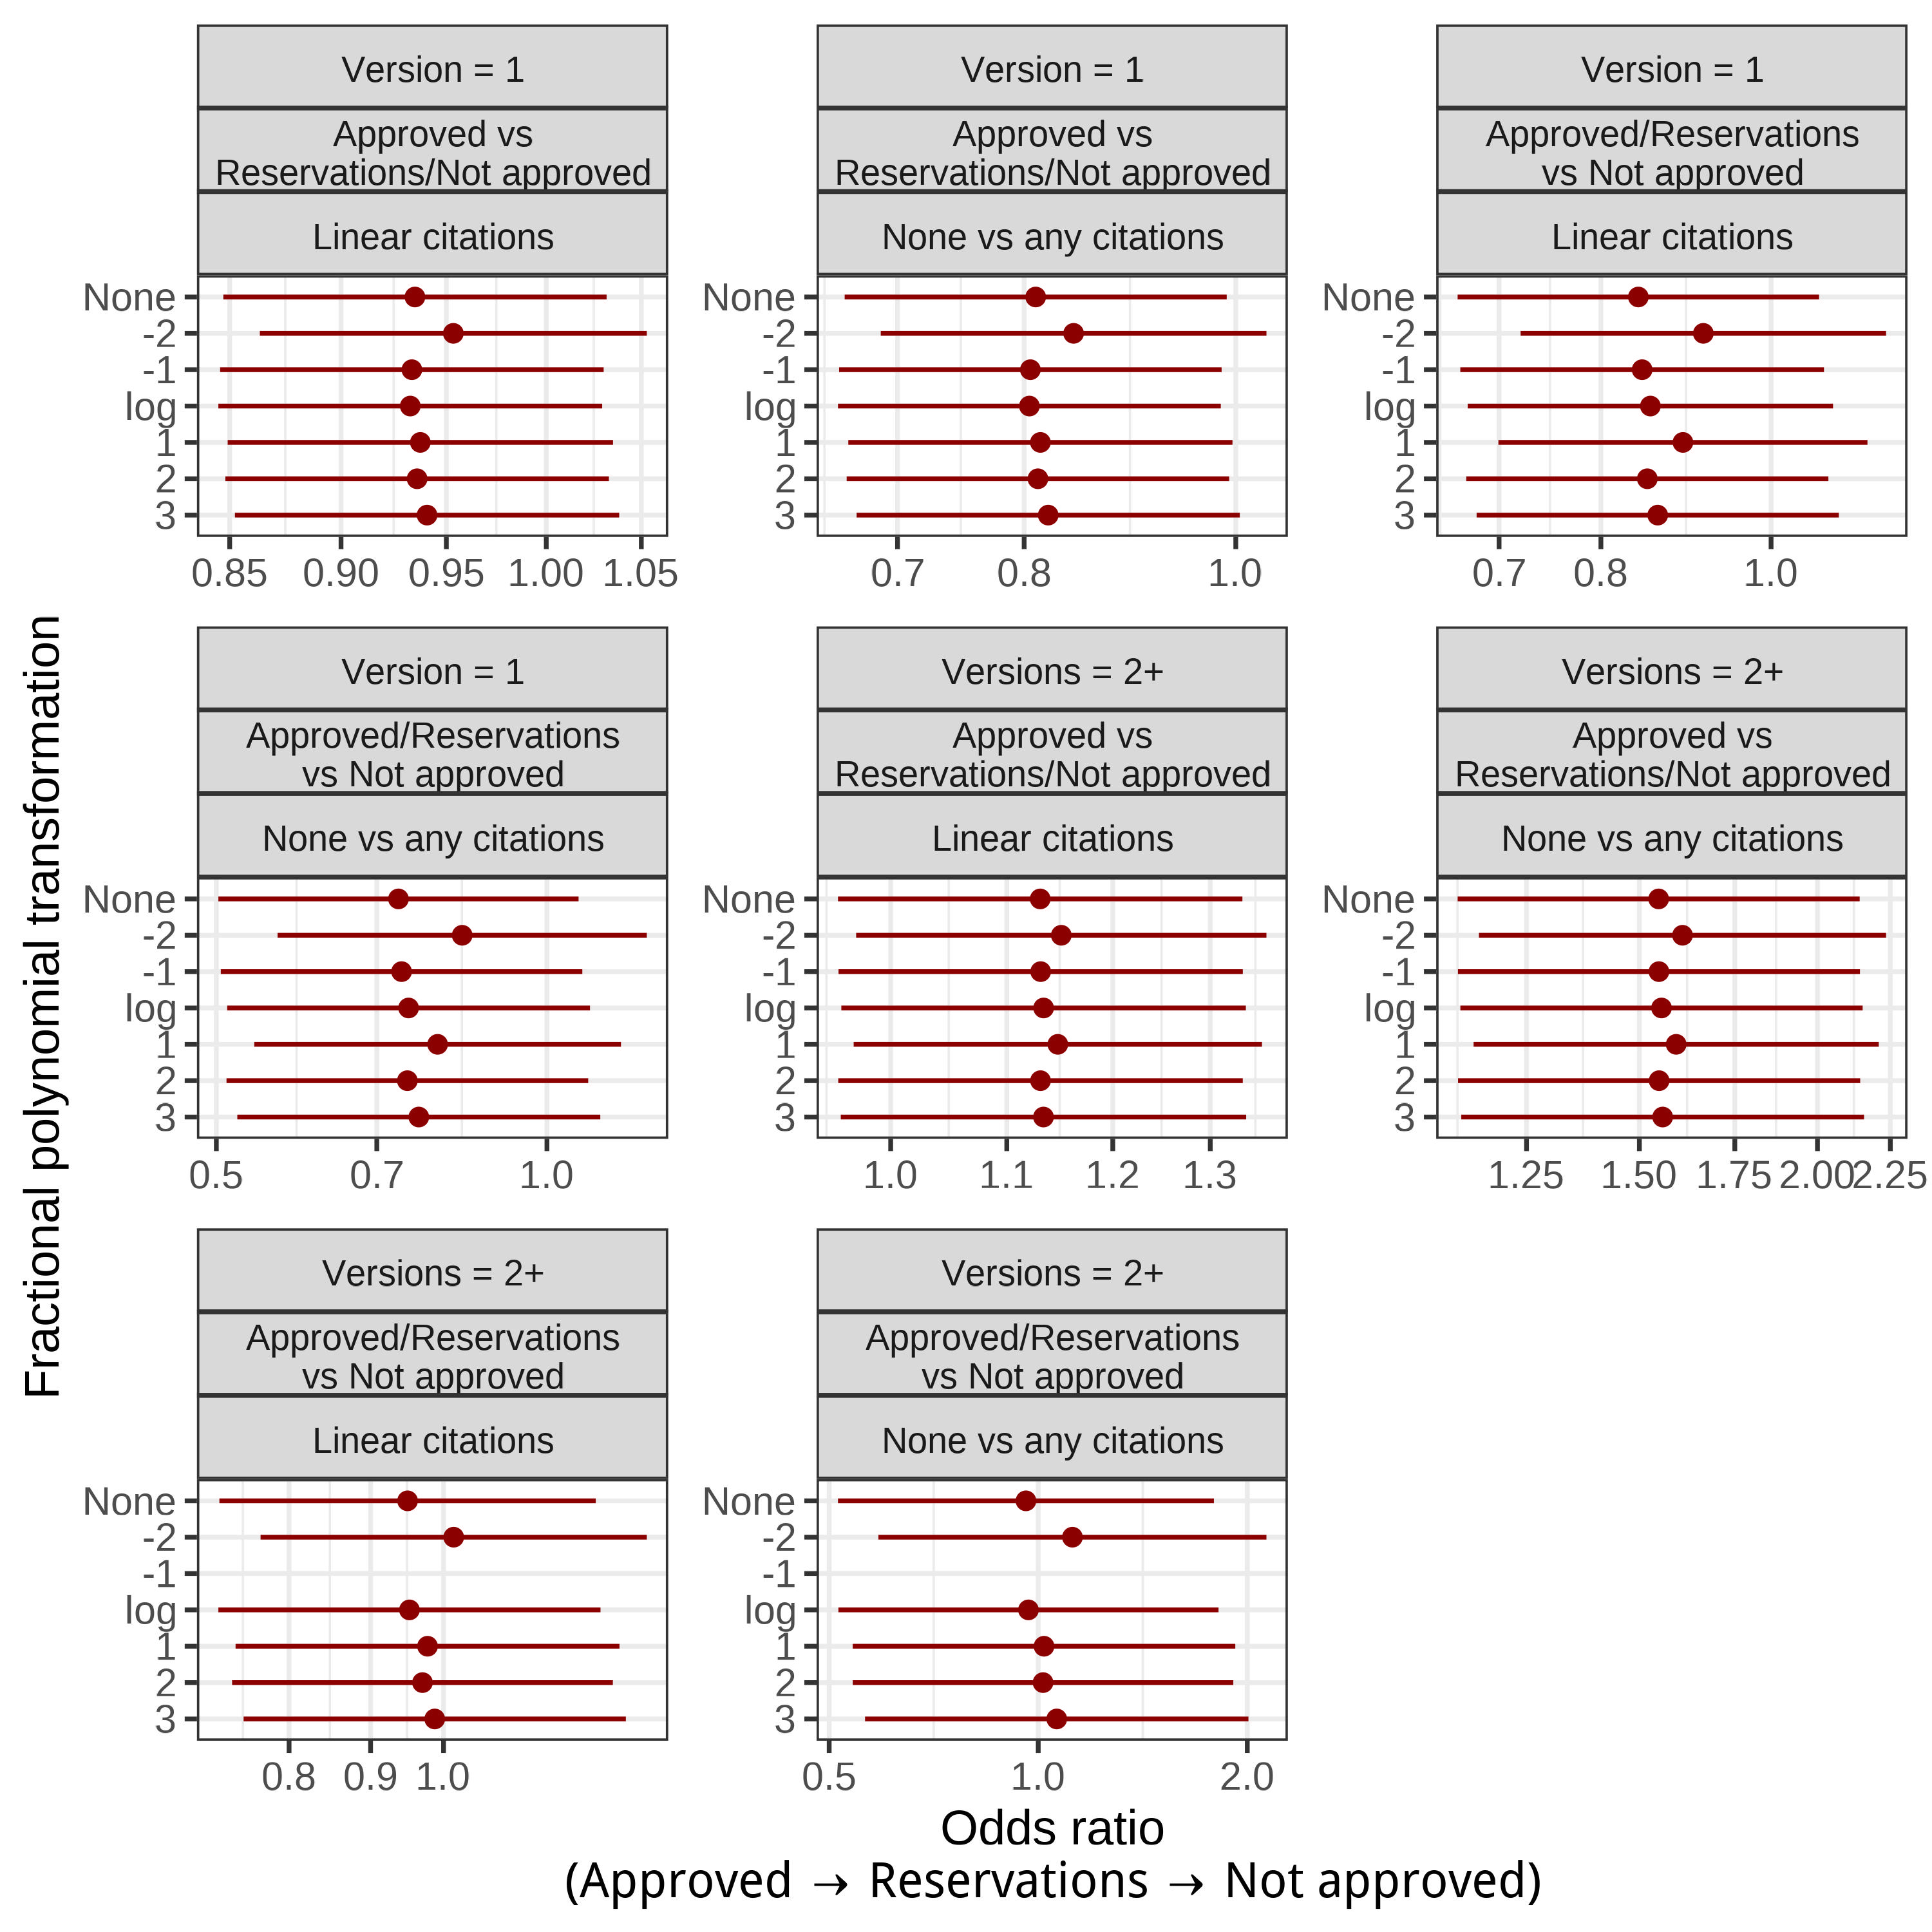 Version = 1
Approved vs
Reservations/Not approved
Linear citations
None
-2
-1
log
1
2
3
0.85 0.90 0.95 1.00 1.05
Version = 1
Approved vs
Reservations/Not approved
None vs any citations
None
-2
-1
log
1
2
3
0.7 0.8 1.0
Version = 1
Approved/Reservations
vs Not approved
Linear citations
None
-2
-1
log
1
2
3
0.7 0.8 1.0
Fractional polynomial transformation
Version = 1
Approved/Reservations
vs Not approved
None vs any citations
None
-2
-1
log
1
2
3
0.5 0.7 1.0
Versions = 2+
Approved vs
Reservations/Not approved
Linear citations
None
-2
-1
log
1
2
3
1.0 1.1 1.2 1.3
Versions = 2+
Approved vs
Reservations/Not approved
None vs any citations
None
-2
-1
log
1
2
3
1.25 1.50 1.75 2.00 2.25
Versions = 2+
Approved/Reservations
vs Not approved
Linear citations
None
-2
-1
log
1
2
3
0.8 0.9 1.0
Versions = 2+
Approved/Reservations
vs Not approved
None vs any citations
None
-2
-1
log
1
2
3
0.5 1.0 2.0
Odds ratio
(Approved → Reservations → Not approved)